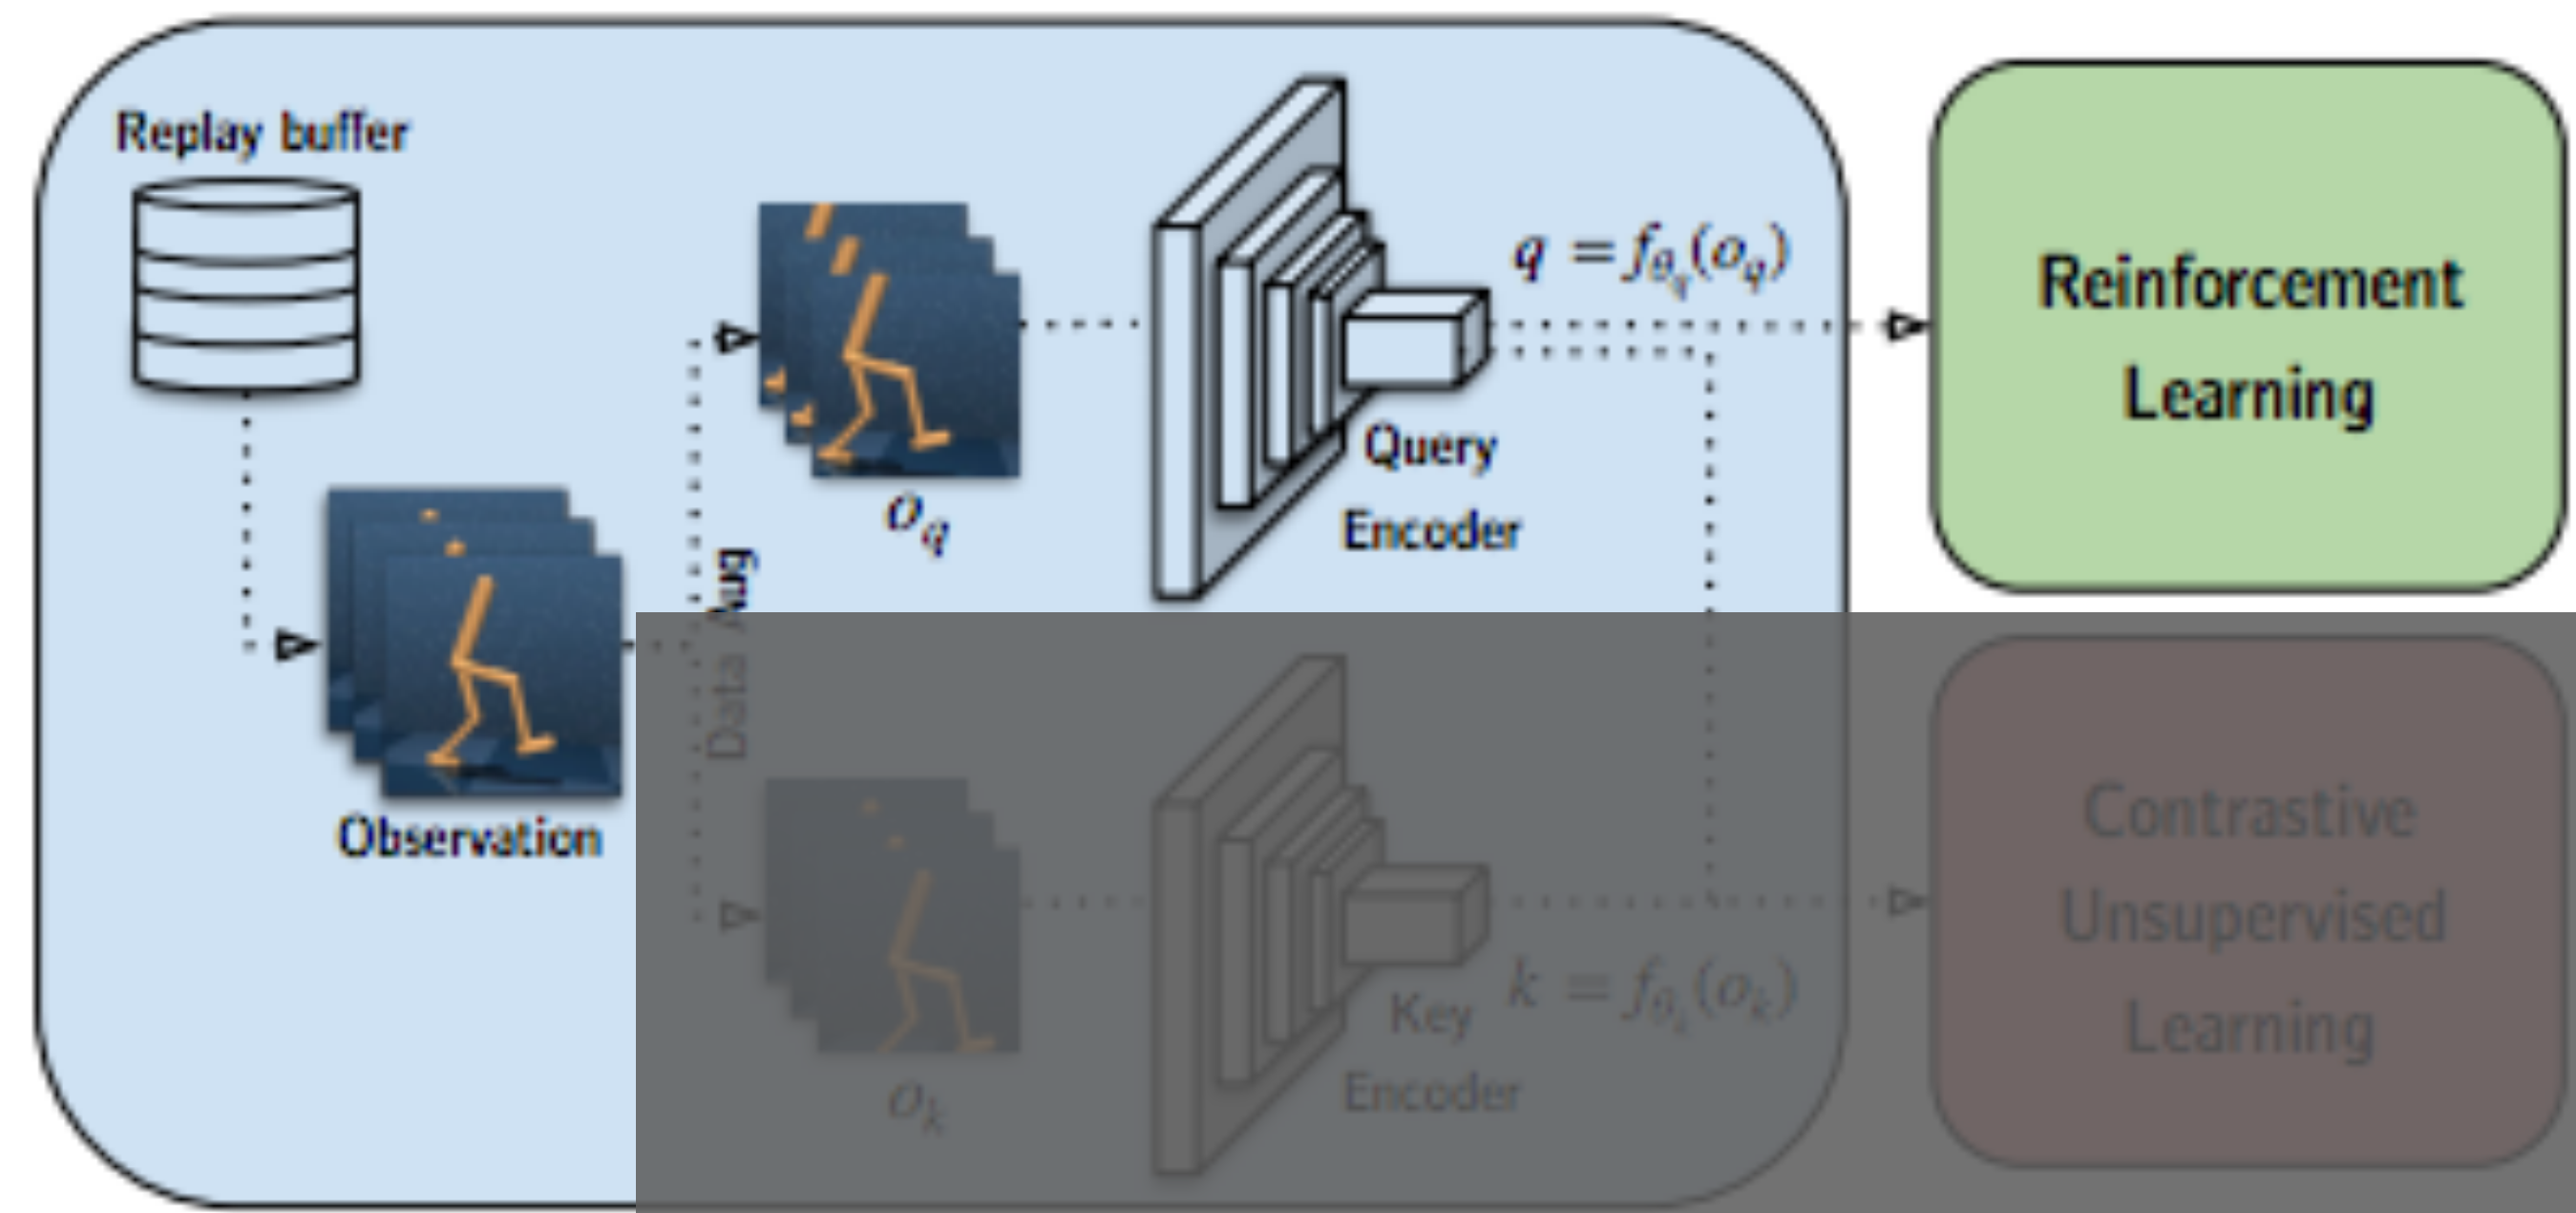 Replay buffer
q = f_{θ_q}(o_q)
Reinforcement
Learning
Query
Encoder
o_q
Data Aug
Observation
Contrastive
Unsupervised
Learning
Key
Encoder
k = f_{θ_k}(o_k)
o_k